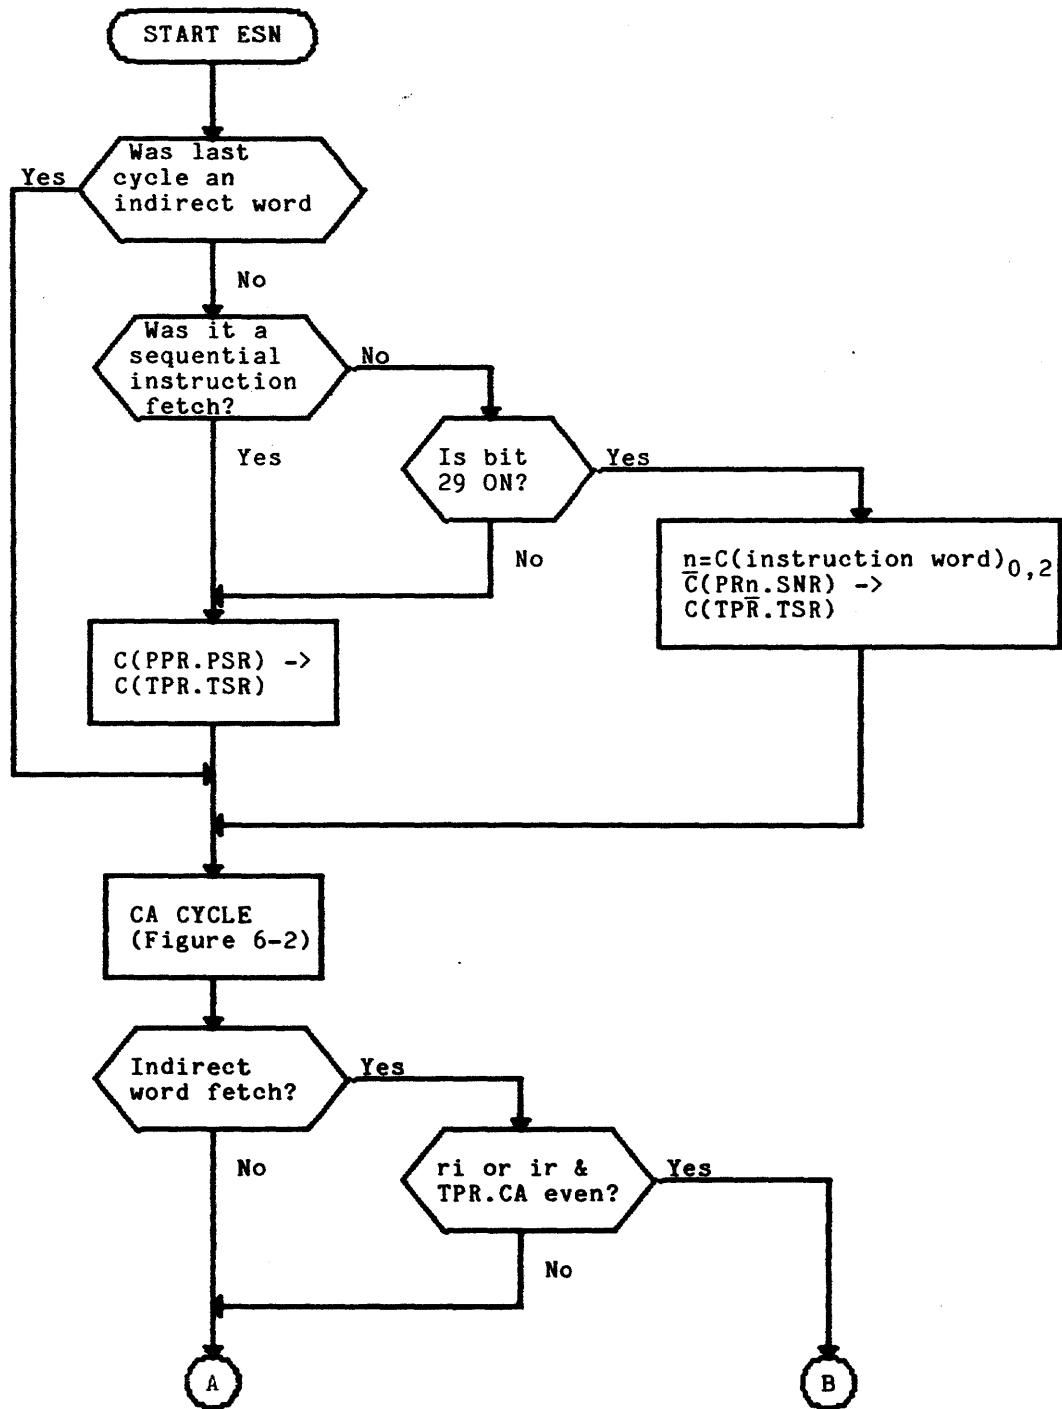 START ESN
Was last
cycle an
indirect word
Yes
No
Was it a
sequential
instruction
fetch?
No
Yes
Is bit
29 ON?
Yes
No
n=C(instruction word)0,2
C(PRn.SNR) ->
C(TPR.TSR)
C(PPR.PSR) ->
C(TPR.TSR)
CA CYCLE
(Figure 6-2)
Indirect
word fetch?
Yes
No
ri or ir &
TPR.CA even?
Yes
No
A
B